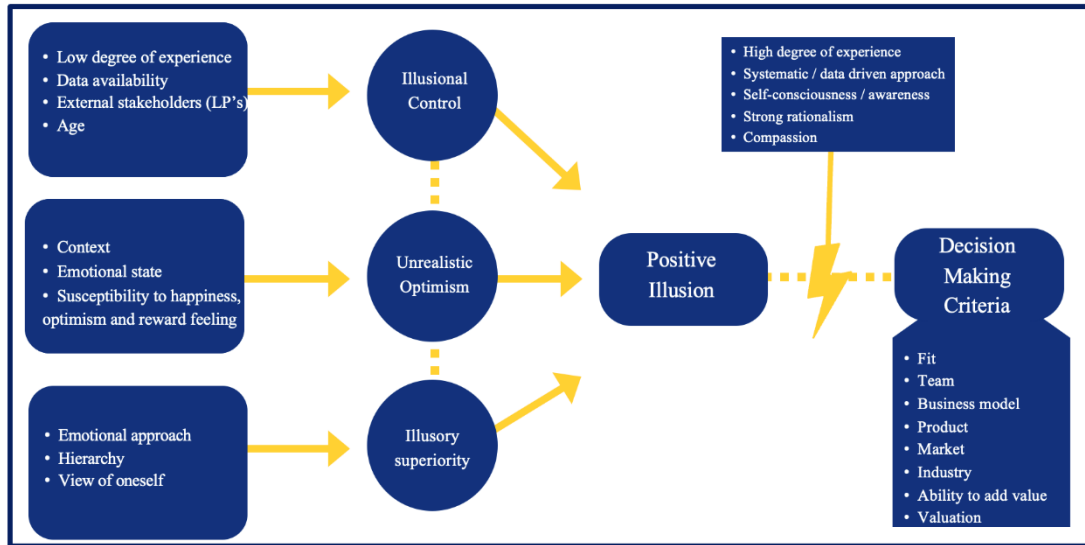 • Low degree of experience
• Data availability
• External stakeholders (LP's)
• Age
Illusional
Control
• High degree of experience
• Systematic / data driven approach
• Self-consciousness / awareness
• Strong rationalism
• Compassion
• Context
• Emotional state
• Susceptibility to happiness,
optimism and reward feeling
Unrealistic
Optimism
Positive
Illusion
Decision
Making
Criteria
• Emotional approach
• Hierarchy
• View of oneself
Illusory
superiority
• Fit
• Team
• Business model
• Product
• Market
• Industry
• Ability to add value
• Valuation